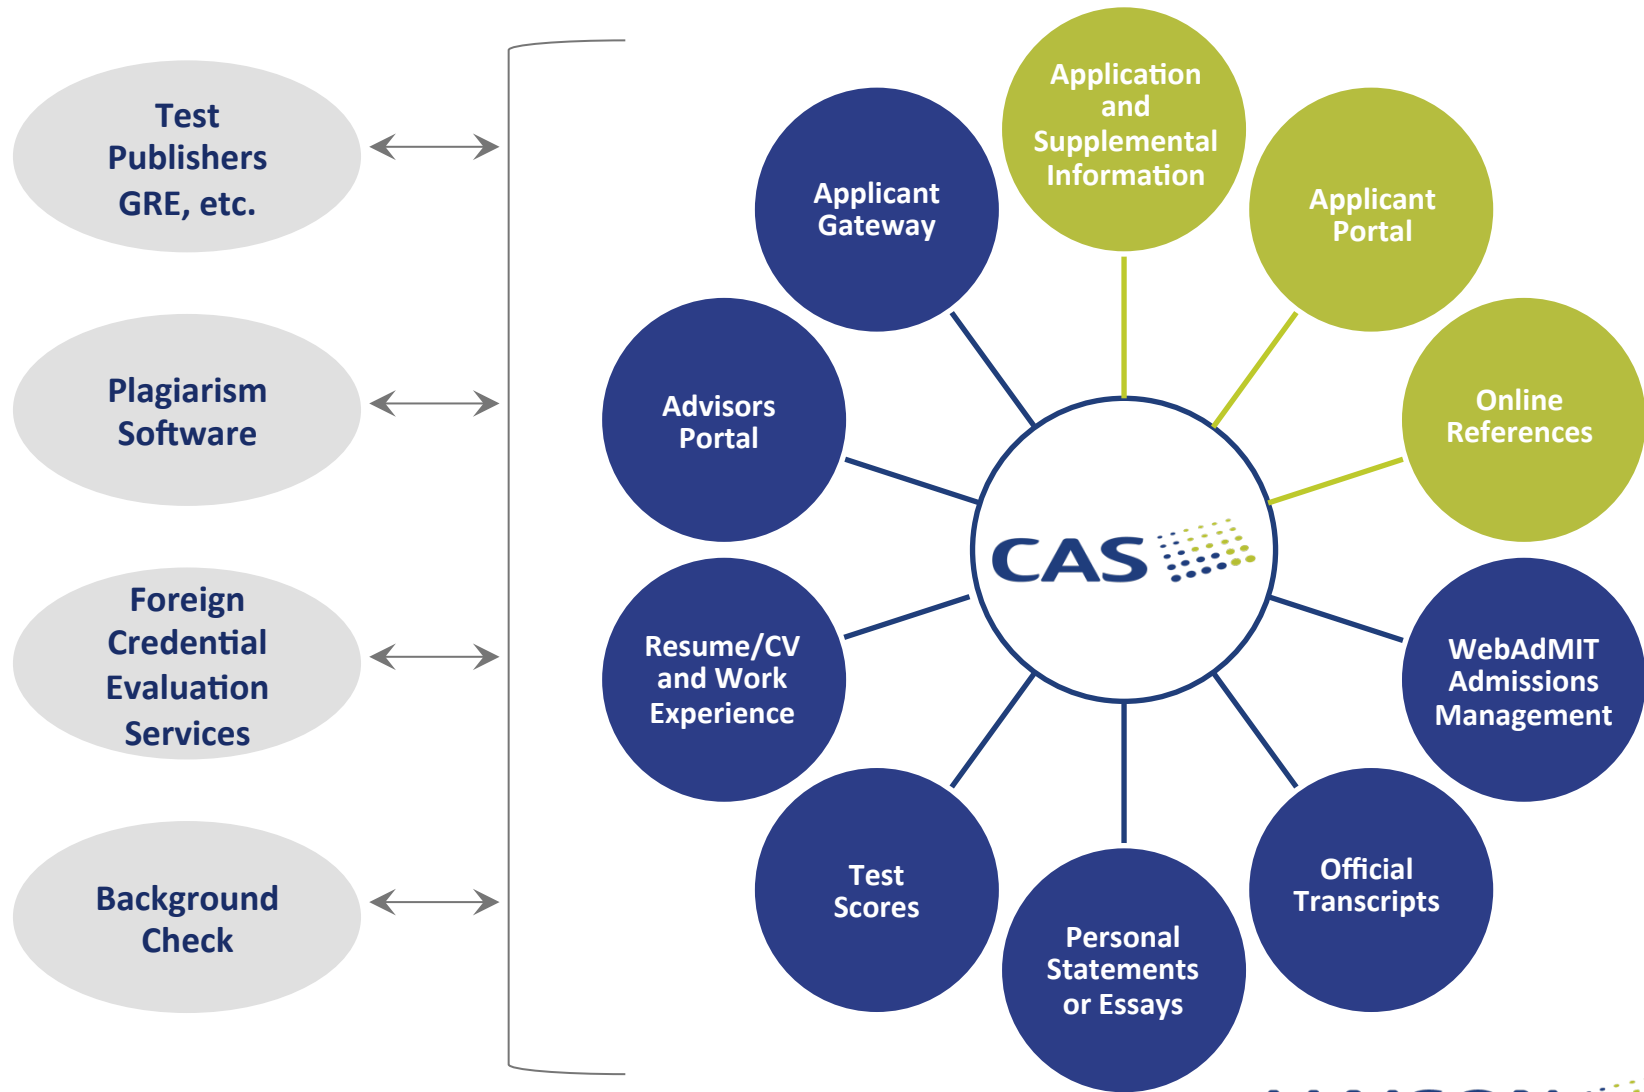 Test
Publishers
GRE, etc.
Plagiarism
Software
Foreign
Credential
Evaluation
Services
Background
Check
Application
and
Supplemental
Information
Applicant
Portal
Online
References
WebAdMIT
Admissions
Management
Official
Transcripts
Personal
Statements
or Essays
Test
Scores
Resume/CV
and Work
Experience
Advisors
Portal
Applicant
Gateway
CAS